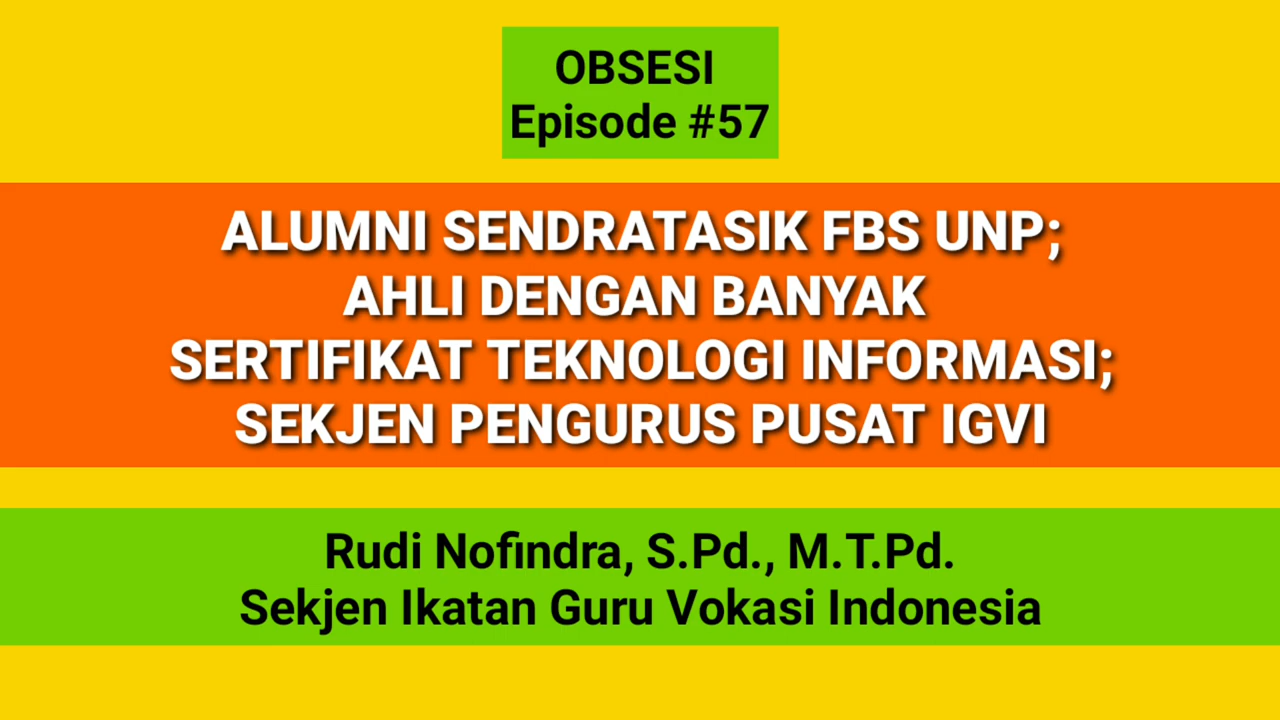 OBSESI
Episode #57
ALUMNI SENDRATASIK FBS UNP;
AHLI DENGAN BANYAK
SERTIFIKAT TEKNOLOGI INFORMASI;
SEKJEN PENGURUS PUSAT IGVI
Rudi Nofindra, S.Pd., M.T.Pd.
Sekjen Ikatan Guru Vokasi Indonesia